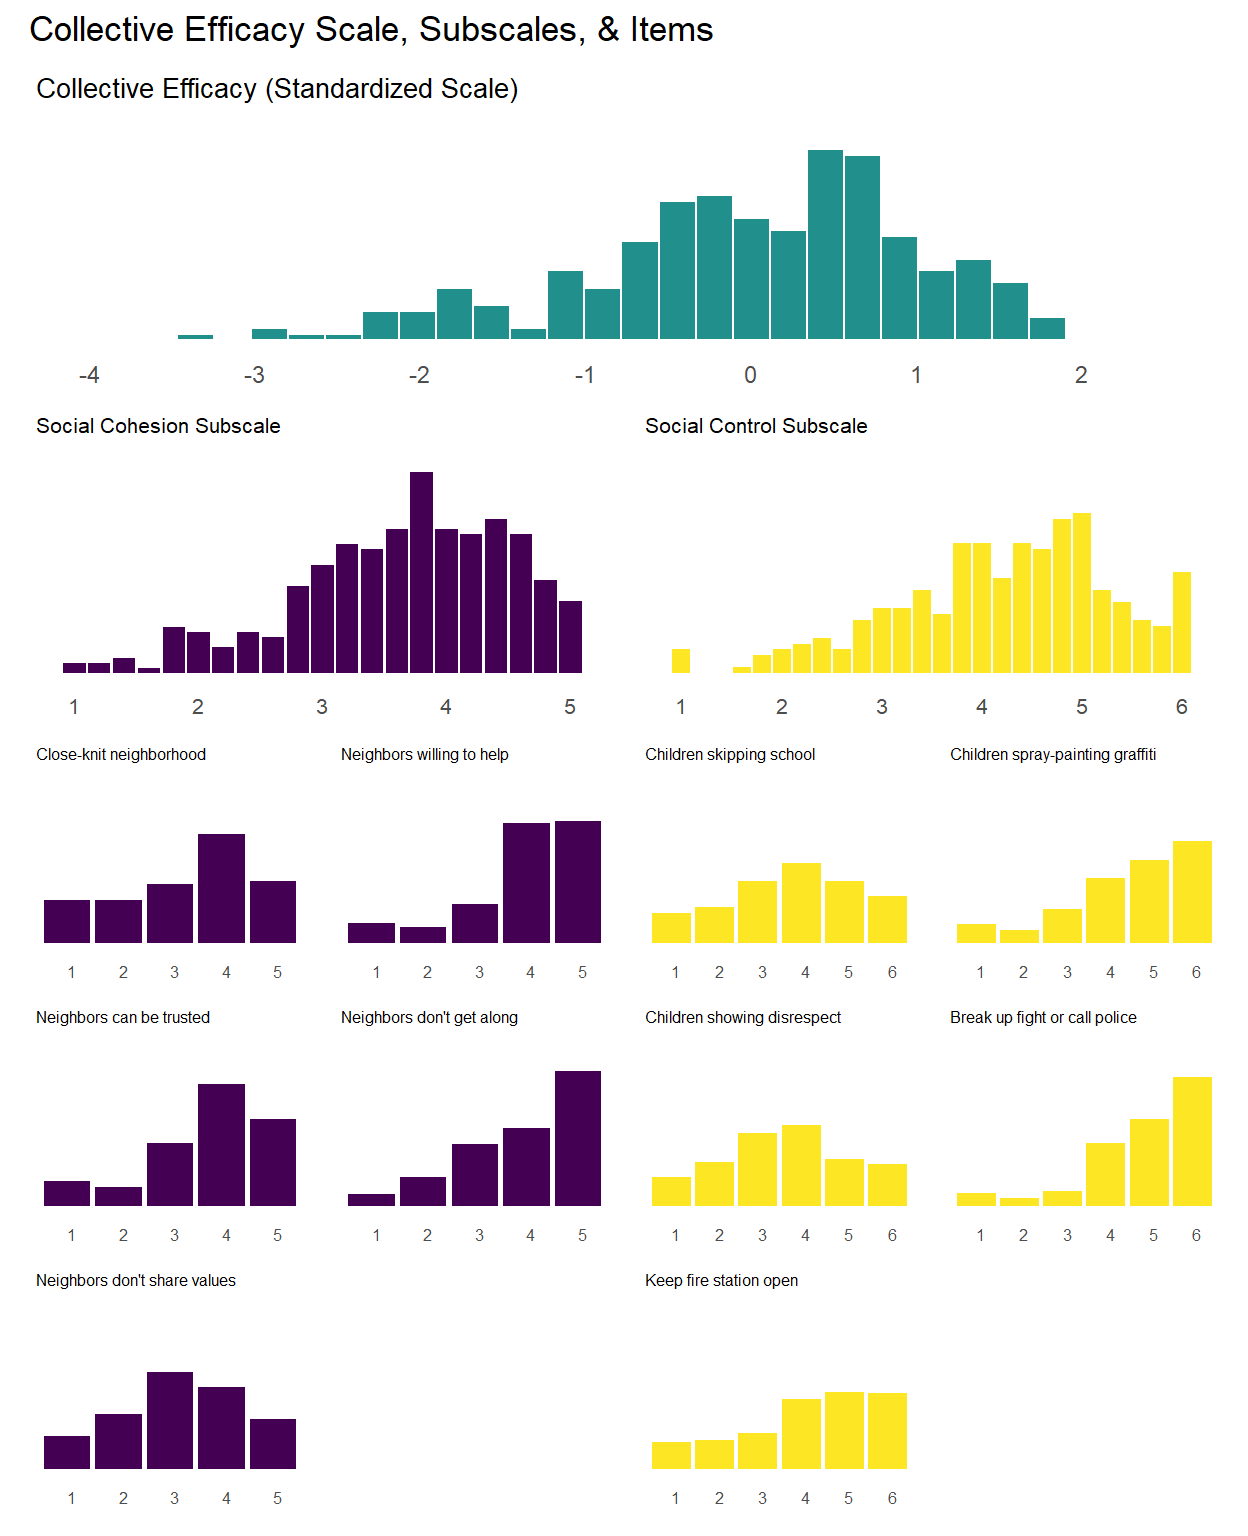 Collective Efficacy Scale, Subscales, & Items
Collective Efficacy (Standardized Scale)
-4 -3 -2 -1 0 1 2
Social Cohesion Subscale Social Control Subscale
1 2 3 4 5 1 2 3 4 5 6
Close-knit neighborhood Neighbors willing to help Children skipping school Children spray-painting graffiti
1 2 3 4 5 1 2 3 4 5 1 2 3 4 5 6 1 2 3 4 5 6
Neighbors can be trusted Neighbors don't get along Children showing disrespect Break up fight or call police
1 2 3 4 5 1 2 3 4 5 1 2 3 4 5 6 1 2 3 4 5 6
Neighbors don't share values Keep fire station open
1 2 3 4 5 1 2 3 4 5 6